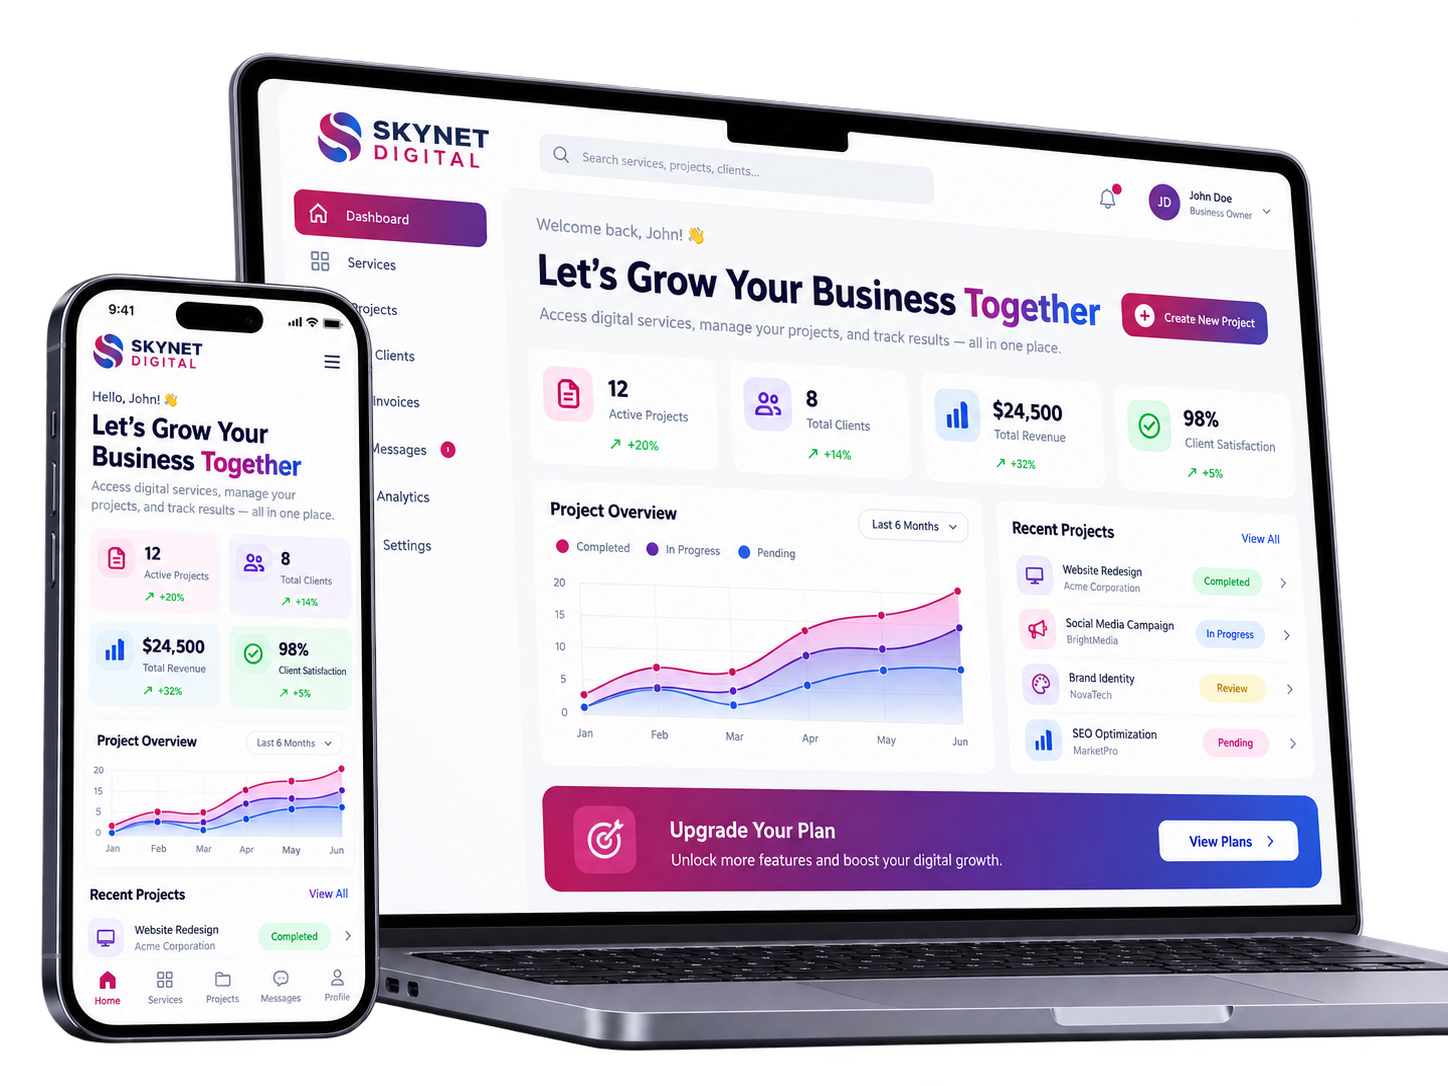 SKYNET
DIGITAL
Search services, projects, clients...
JD
John Doe
Business Owner
Dashboard
Services
Projects
Clients
Invoices
Messages
1
Analytics
Settings
Welcome back, John! 👋
Let's Grow Your Business Together
Access digital services, manage your projects, and track results — all in one place.
Create New Project
12
Active Projects
+20%
8
Total Clients
+14%
$24,500
Total Revenue
+32%
98%
Client Satisfaction
+5%
Project Overview
Last 6 Months
Completed
In Progress
Pending
20
15
10
5
0
Jan
Feb
Mar
Apr
May
Jun
Recent Projects
View All
Website Redesign
Acme Corporation
Completed
Social Media Campaign
BrightMedia
In Progress
Brand Identity
NovaTech
Review
SEO Optimization
MarketPro
Pending
Upgrade Your Plan
Unlock more features and boost your digital growth.
View Plans
9:41
SKYNET
DIGITAL
Hello, John! 👋
Let's Grow Your
Business Together
Access digital services, manage your
projects, and track results — all in one place.
12
Active Projects
+20%
8
Total Clients
+14%
$24,500
Total Revenue
+32%
98%
Client Satisfaction
+5%
Project Overview
Last 6 Months
20
15
5
0
Jan
Feb
Mar
Apr
May
Jun
Recent Projects
View All
Website Redesign
Acme Corporation
Completed
Home
Services
Projects
Messages
Profile